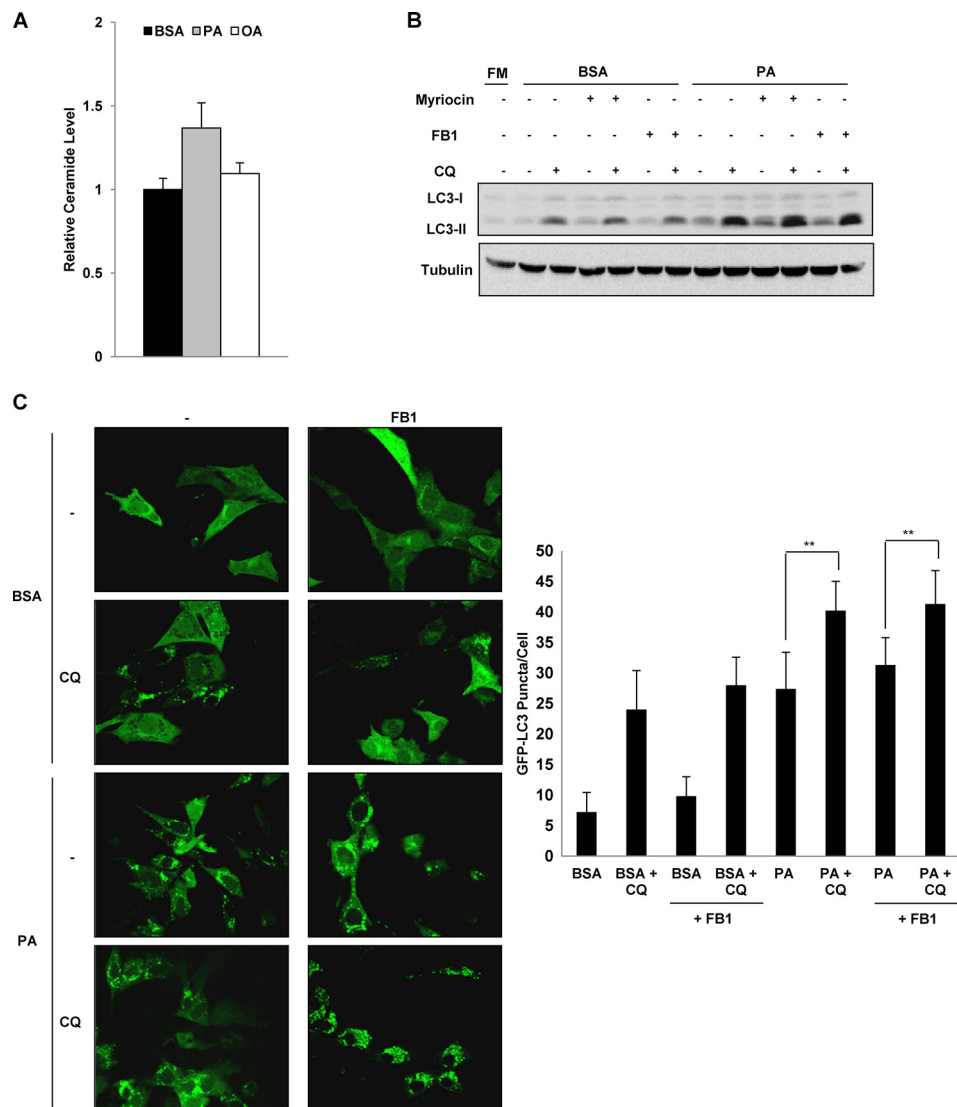 A
BSA PA OA
2
1.5
1
0.5
0
Relative Ceramide Level
B
FM BSA PA
Myriocin - - - + + - - - - + + - -
FB1 - - - - - + + - - - - + +
CQ - - + - + - + - + - + - +
LC3-I
LC3-II
Tubulin
C
- FB1
BSA
-
CQ
PA
-
CQ
50
45
40
35
30
25
20
15
10
5
0
GFP-LC3 Puncta/Cell
** **
BSA BSA + CQ BSA BSA + CQ PA PA + CQ PA PA + CQ
+ FB1 + FB1